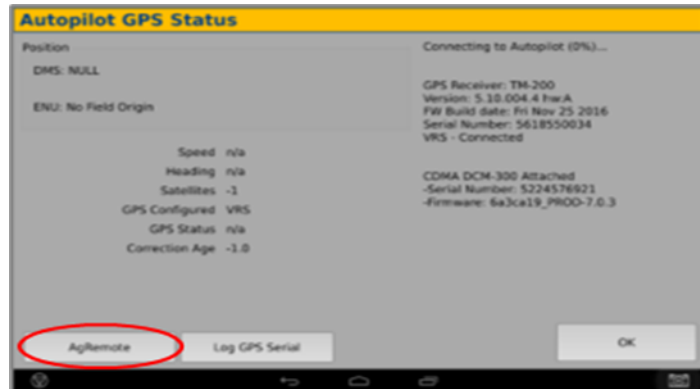 Autopilot GPS Status
Position
DMS: NULL
ENU: No Field Origin
Speed n/a
Heading n/a
Satellites -1
GPS Configured VRS
GPS Status n/a
Correction Age -1.0
Connecting to Autopilot (0%)...
GPS Receiver: TM-200
Version: 5.10.004.4 hw:A
FW Build date: Fri Nov 25 2016
Serial Number: 5618550034
VRS - Connected
CDMA DCM-300 Attached
-Serial Number: 5224576921
-Firmware: 6a3ca19_PROD-7.0.3
AgRemote
Log GPS Serial
OK